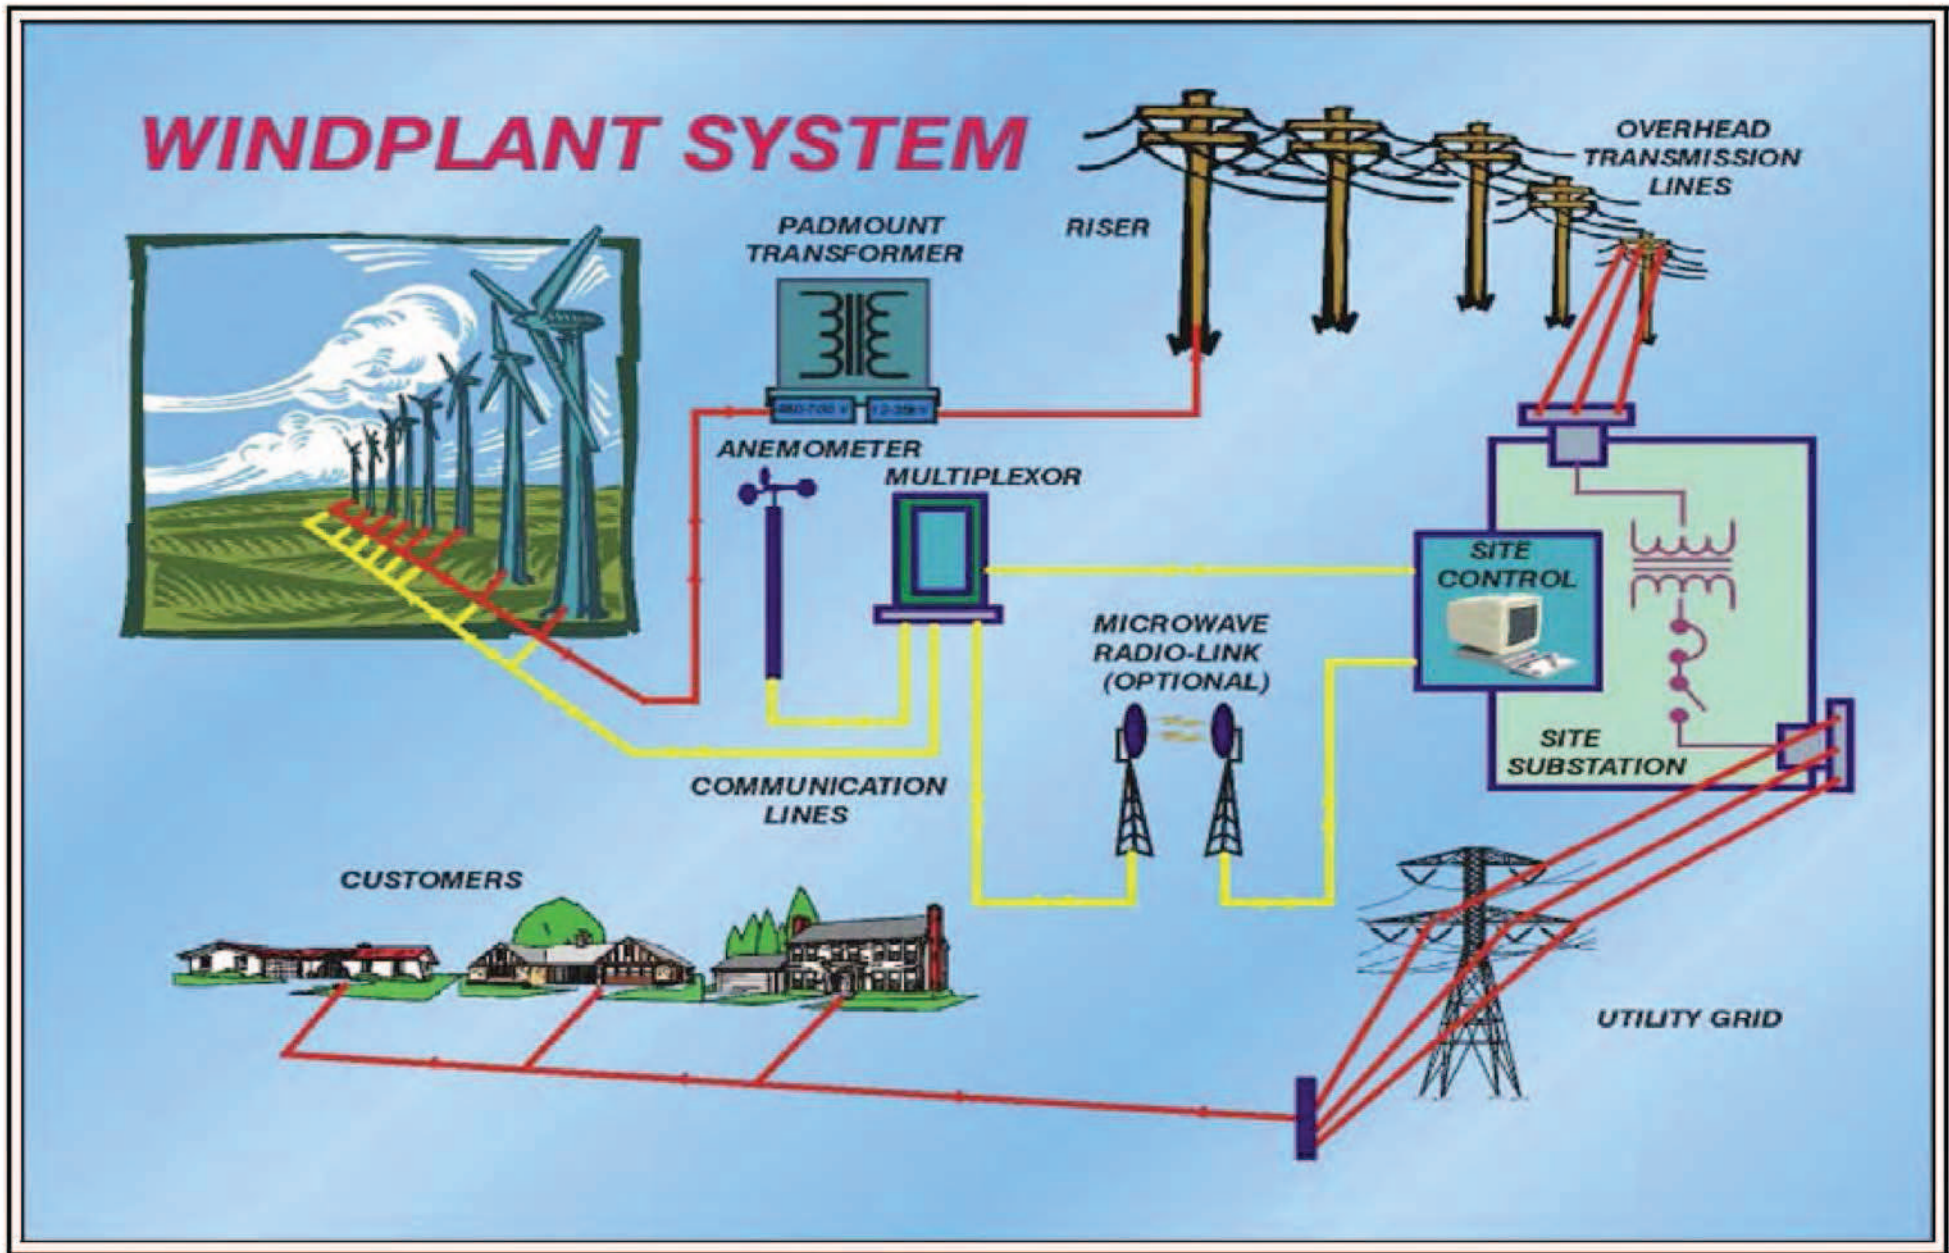 WINDPLANT SYSTEM
OVERHEAD
TRANSMISSION
LINES
PADMOUNT
TRANSFORMER
RISER
ANEMOMETER
MULTIPLEXOR
SITE
CONTROL
MICROWAVE
RADIO-LINK
(OPTIONAL)
SITE
SUBSTATION
COMMUNICATION
LINES
CUSTOMERS
UTILITY GRID